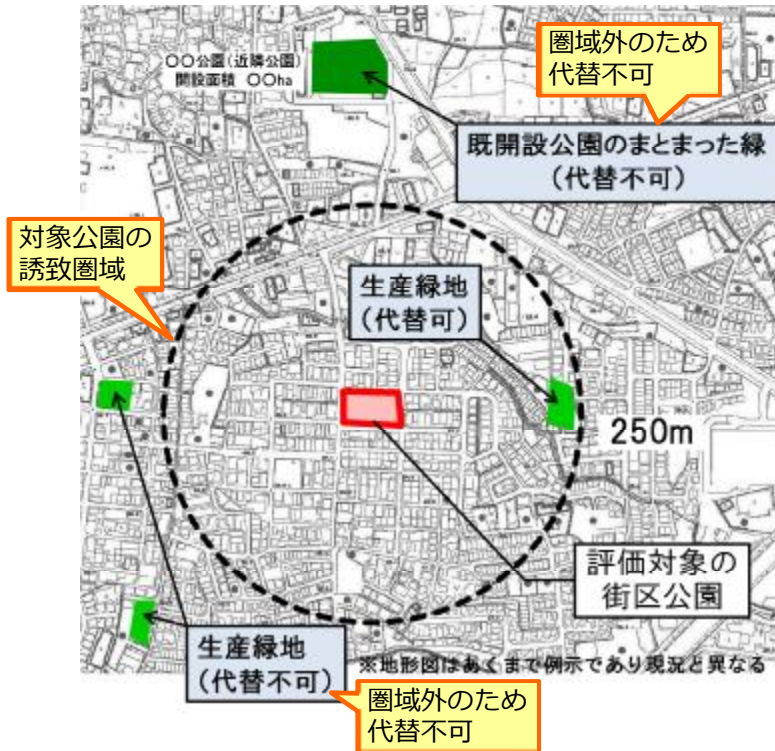 〇〇公園(近隣公園)
開設面積 〇〇ha
圏域外のため
代替不可
既開設公園のまとまった緑
(代替不可)
対象公園の
誘致圏域
生産緑地
(代替可)
250m
評価対象の
街区公園
生産緑地
(代替不可)
※地形図はあくまで例示であり現況と異なる
圏域外のため
代替不可